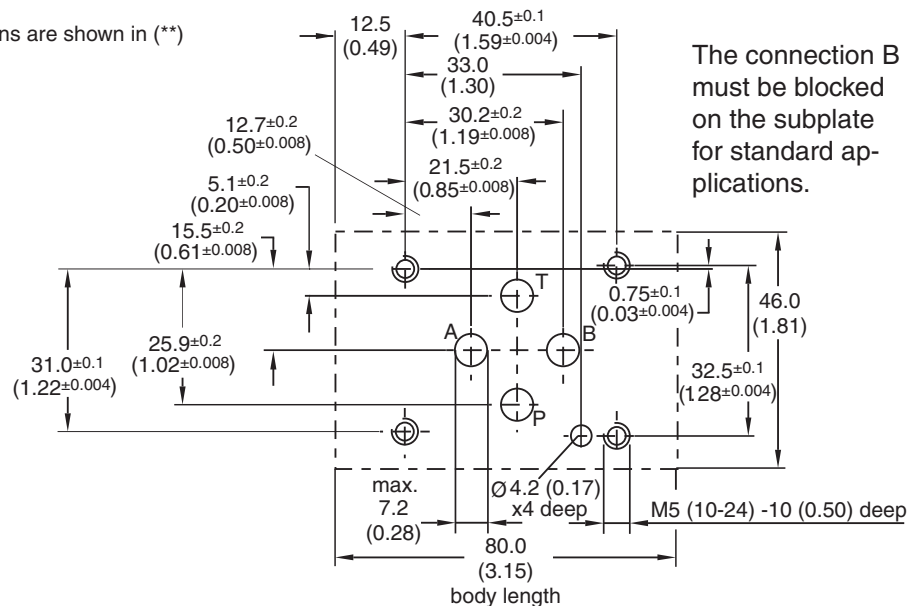 ns are shown in (**)
12.5
(0.49)
40.5±0.1
(1.59±0.004)
33.0
(1.30)
30.2±0.2
(1.19±0.008)
21.5±0.2
(0.85±0.008)
12.7±0.2
(0.50±0.008)
5.1±0.2
(0.20±0.008)
15.5±0.2
(0.61±0.008)
The connection B
must be blocked
on the subplate
for standard ap-
plications.
T
A
B
P
0.75±0.1
(0.03±0.004)
46.0
(1.81)
31.0±0.1
(1.22±0.004)
25.9±0.2
(1.02±0.008)
32.5±0.1
(1.28±0.004)
max.
7.2
(0.28)
Ø 4.2 (0.17)
x4 deep
M5 (10-24) -10 (0.50) deep
80.0
(3.15)
body length